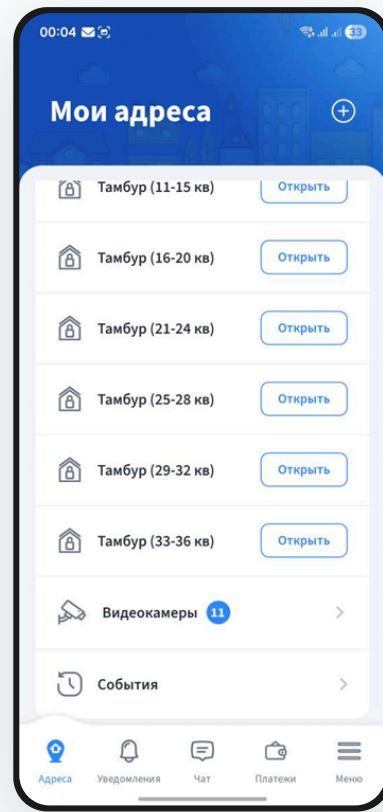 00:04
33
Мои адреса
Тамбур (11-15 кв) Открыть
Тамбур (16-20 кв) Открыть
Тамбур (21-24 кв) Открыть
Тамбур (25-28 кв) Открыть
Тамбур (29-32 кв) Открыть
Тамбур (33-36 кв) Открыть
Видеокамеры 11
События
Адреса Уведомления Чат Платежи Меню